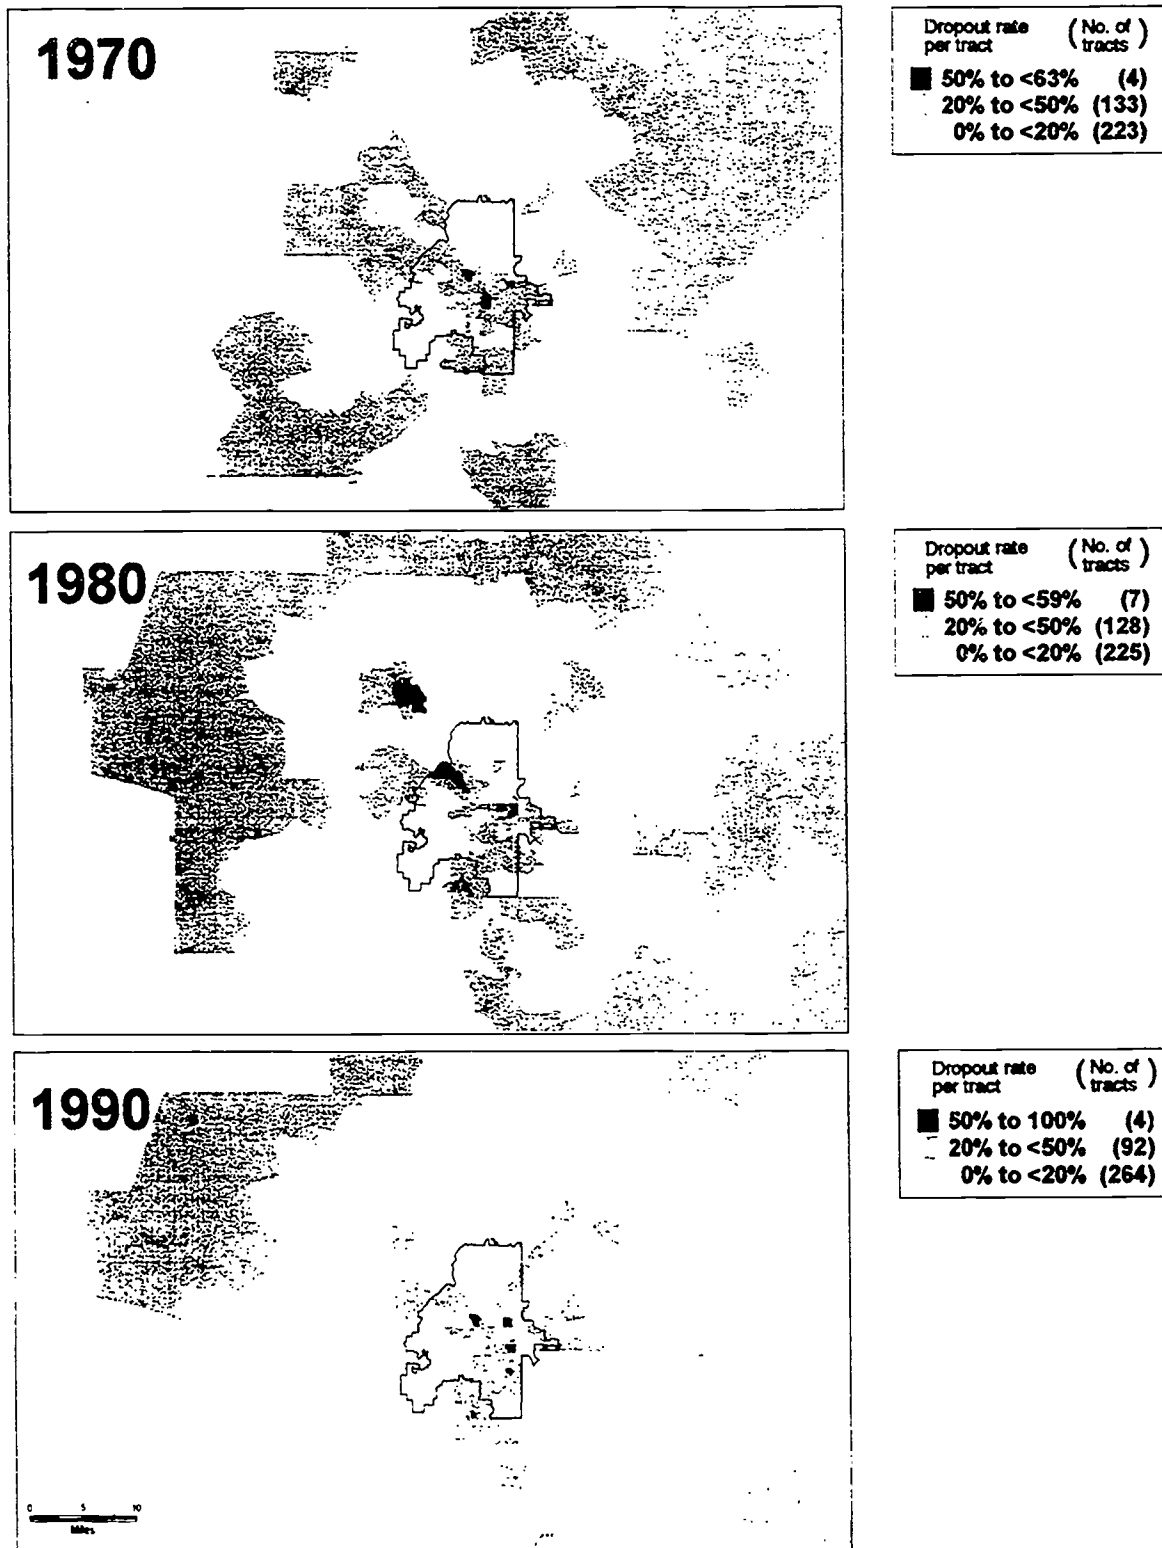 1970
Dropout rate (No. of
per tract tracts)
50% to <63% (4)
20% to <50% (133)
0% to <20% (223)
1980
Dropout rate (No. of
per tract tracts)
50% to <59% (7)
20% to <50% (128)
0% to <20% (225)
1990
Dropout rate (No. of
per tract tracts)
50% to 100% (4)
20% to <50% (92)
0% to <20% (264)
0 5 10
Miles